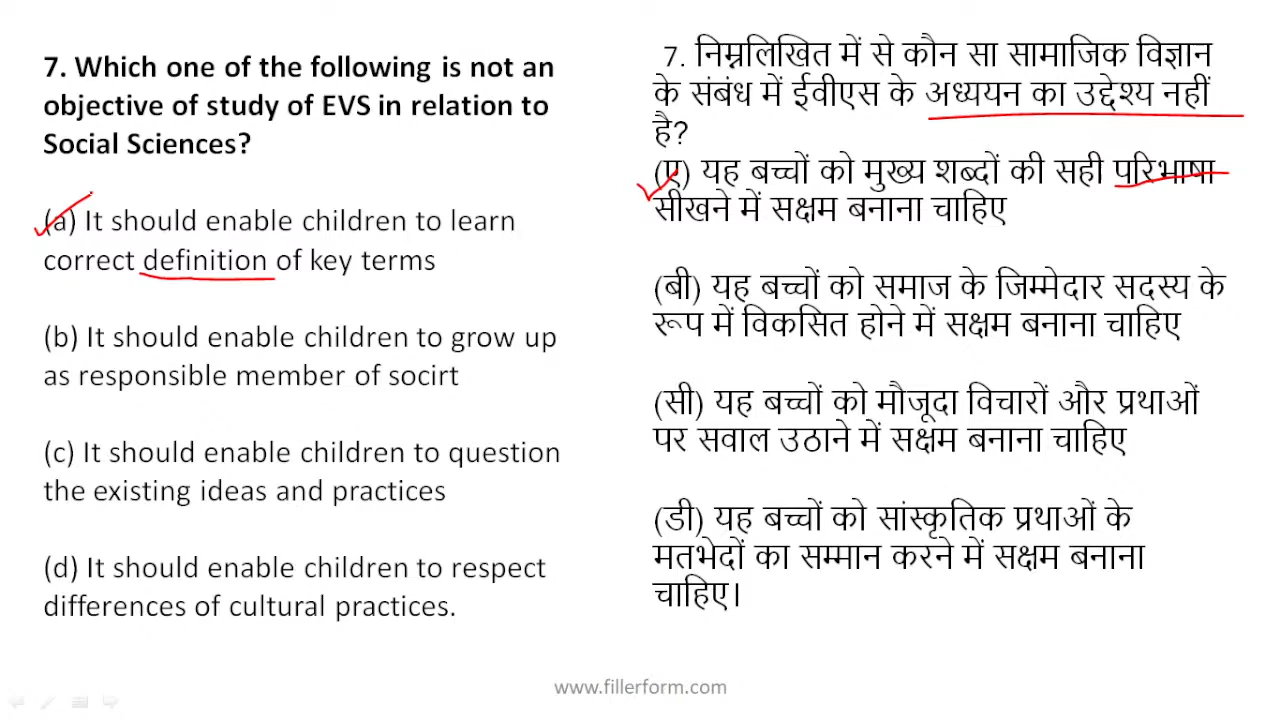 7. Which one of the following is not an
objective of study of EVS in relation to
Social Sciences?
(a) It should enable children to learn
correct definition of key terms
(b) It should enable children to grow up
as responsible member of socirt
(c) It should enable children to question
the existing ideas and practices
(d) It should enable children to respect
differences of cultural practices.
7. निम्नलिखित में से कौन सा सामाजिक विज्ञान
के संबंध में ईवीएस के अध्ययन का उद्देश्य नहीं
है?
(ए) यह बच्चों को मुख्य शब्दों की सही परिभाषा
सीखने में सक्षम बनाना चाहिए
(बी) यह बच्चों को समाज के जिम्मेदार सदस्य के
रूप में विकसित होने में सक्षम बनाना चाहिए
(सी) यह बच्चों को मौजूदा विचारों और प्रथाओं
पर सवाल उठाने में सक्षम बनाना चाहिए
(डी) यह बच्चों को सांस्कृतिक प्रथाओं के
मतभेदों का सम्मान करने में सक्षम बनाना
चाहिए।
www.fillerform.com